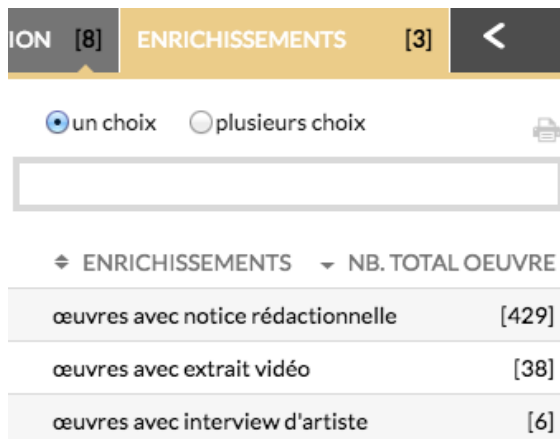 ION [8] ENRICHISSEMENTS [3] <
un choix plusieurs choix
ENRICHISSEMENTS NB. TOTAL OEUVRE
œuvres avec notice rédactionnelle [429]
œuvres avec extrait vidéo [38]
œuvres avec interview d'artiste [6]